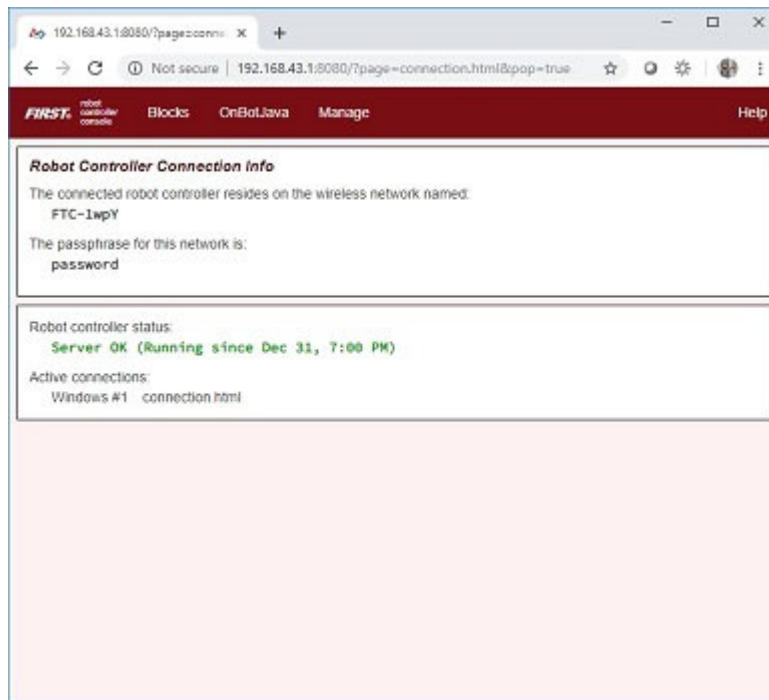 192.168.43.1:8080/?page=conne
Not secure | 192.168.43.1:8080/?page=connection.html&pop=true
FIRST. robot controller console Blocks OnBotJava Manage Help
Robot Controller Connection Info
The connected robot controller resides on the wireless network named:
FTC-1wpY
The passphrase for this network is:
password
Robot controller status:
Server OK (Running since Dec 31, 7:00 PM)
Active connections:
Windows #1 connection.html